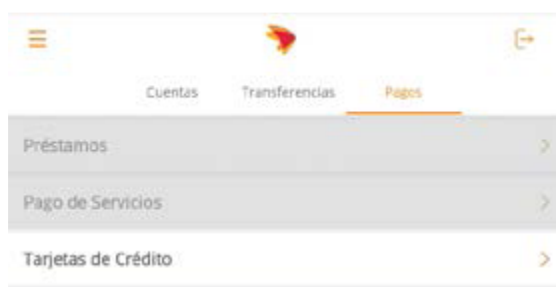 Cuentas Transferencias Pagos
Préstamos
Pago de Servicios
Tarjetas de Crédito